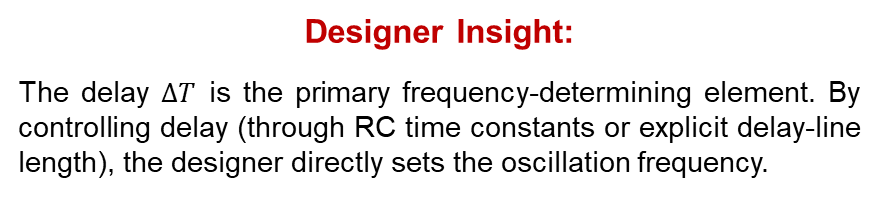 Designer Insight:
The delay Δ𝑇 is the primary frequency-determining element. By
controlling delay (through RC time constants or explicit delay-line
length), the designer directly sets the oscillation frequency.